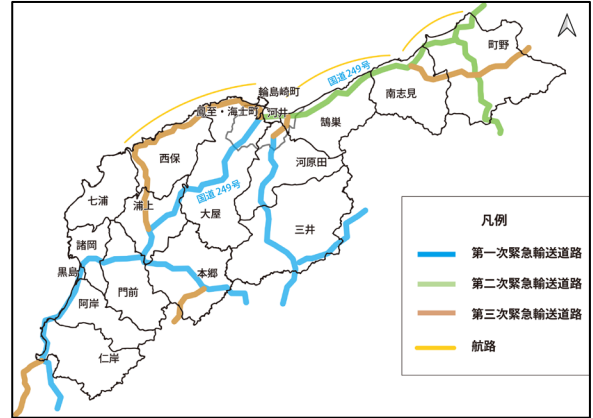 町野
国道249号
輪島崎町
南志見
鳳至・海士町
河井
鵠巣
西保
河原田
国道249号
七浦
浦上
大屋
三井
諸岡
黒島
本郷
門前
阿岸
仁岸
凡例
第一次緊急輸送道路
第二次緊急輸送道路
第三次緊急輸送道路
航路